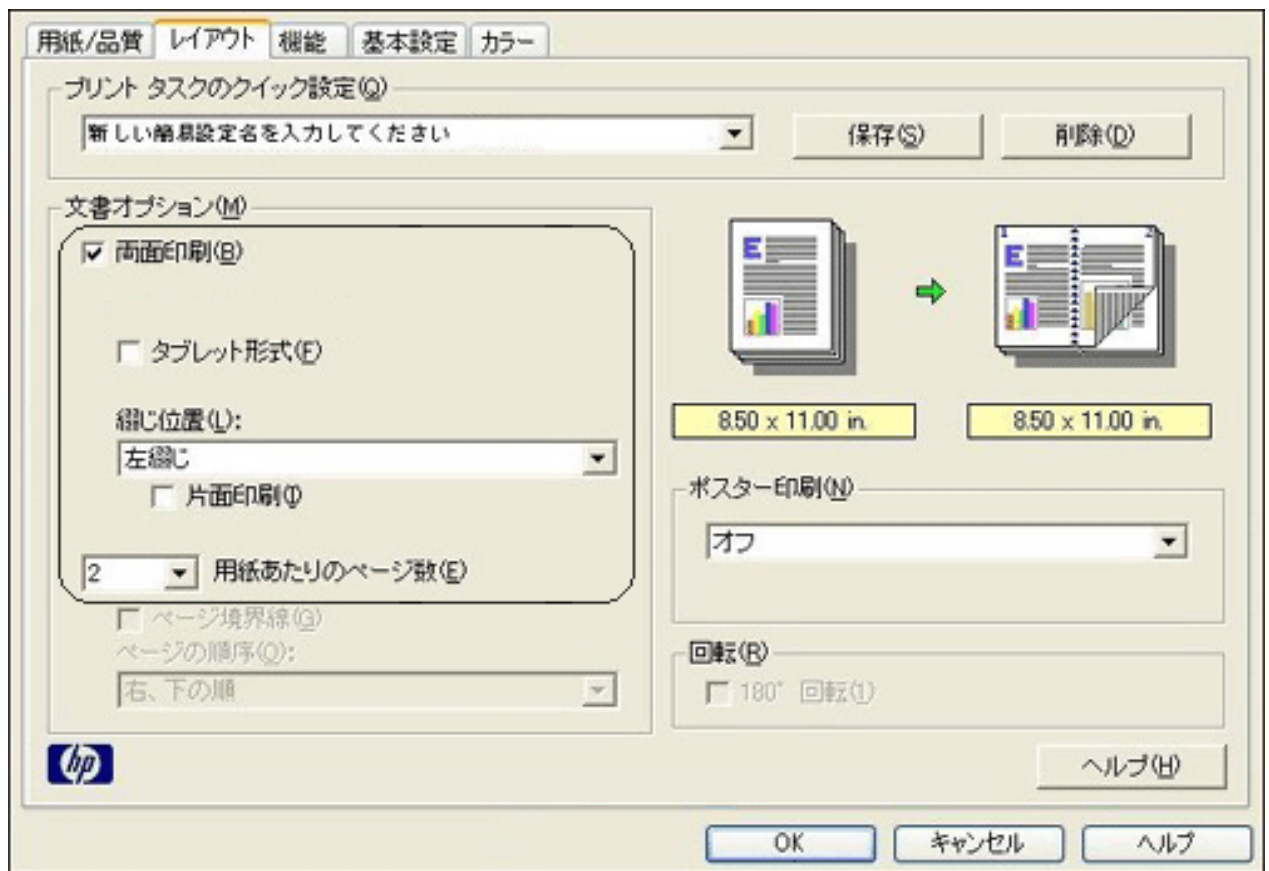 用紙/品質 レイアウト 機能 基本設定 カラー
プリント タスクのクイック設定(Q)
新しい簡易設定名を入力してください
保存(S) 削除(D)
文書オプション(M)
両面印刷(B)
タブレット形式(F)
綴じ位置(L):
左綴じ
片面印刷(I)
2 用紙あたりのページ数(E)
ページ境界線(G)
ページの順序(O):
右、下の順
1 2
E E
8.50 x 11.00 in. 8.50 x 11.00 in.
ポスター印刷(N)
オフ
回転(R)
180° 回転(1)
hp
ヘルプ(H)
OK キャンセル ヘルプ